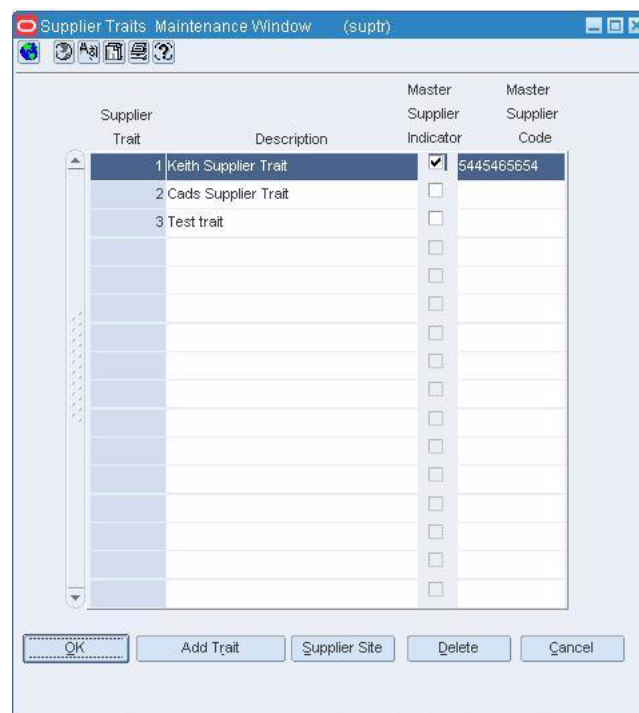 Supplier Traits Maintenance Window (suptr)
Master Master
Supplier Supplier Supplier
Trait Description Indicator Code
1 Keith Supplier Trait 5445465654
2 Cads Supplier Trait
3 Test trait
OK Add Trait Supplier Site Delete Cancel